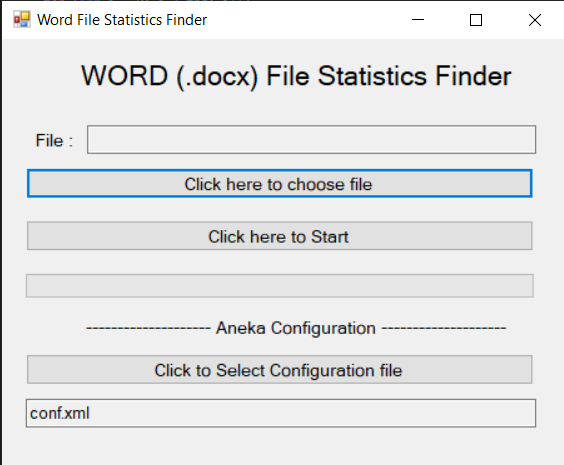 Word File Statistics Finder
WORD (.docx) File Statistics Finder
File :
Click here to choose file
Click here to Start
-------------------- Aneka Configuration --------------------
Click to Select Configuration file
conf.xml